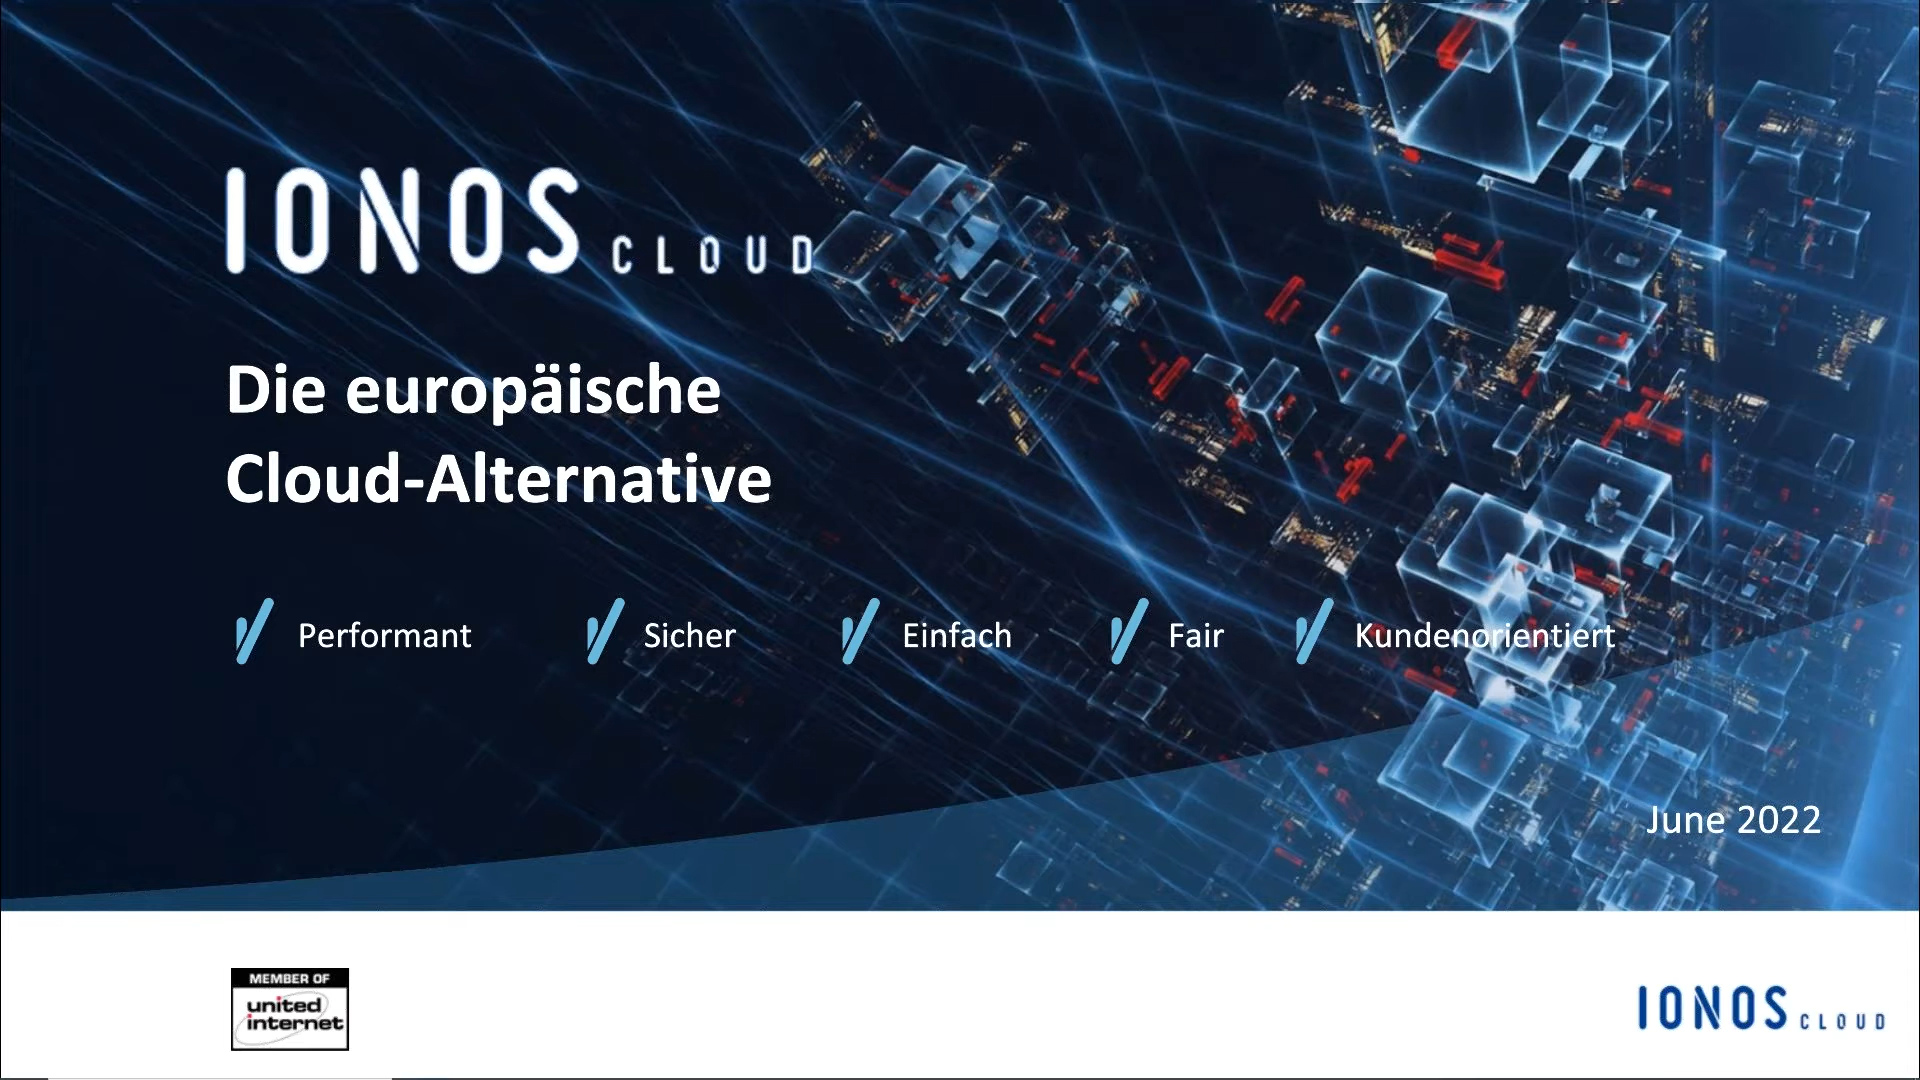 IONOS CLOUD
Die europäische
Cloud-Alternative
Performant Sicher Einfach Fair Kundenorientiert
June 2022
MEMBER OF
united
internet
IONOS CLOUD